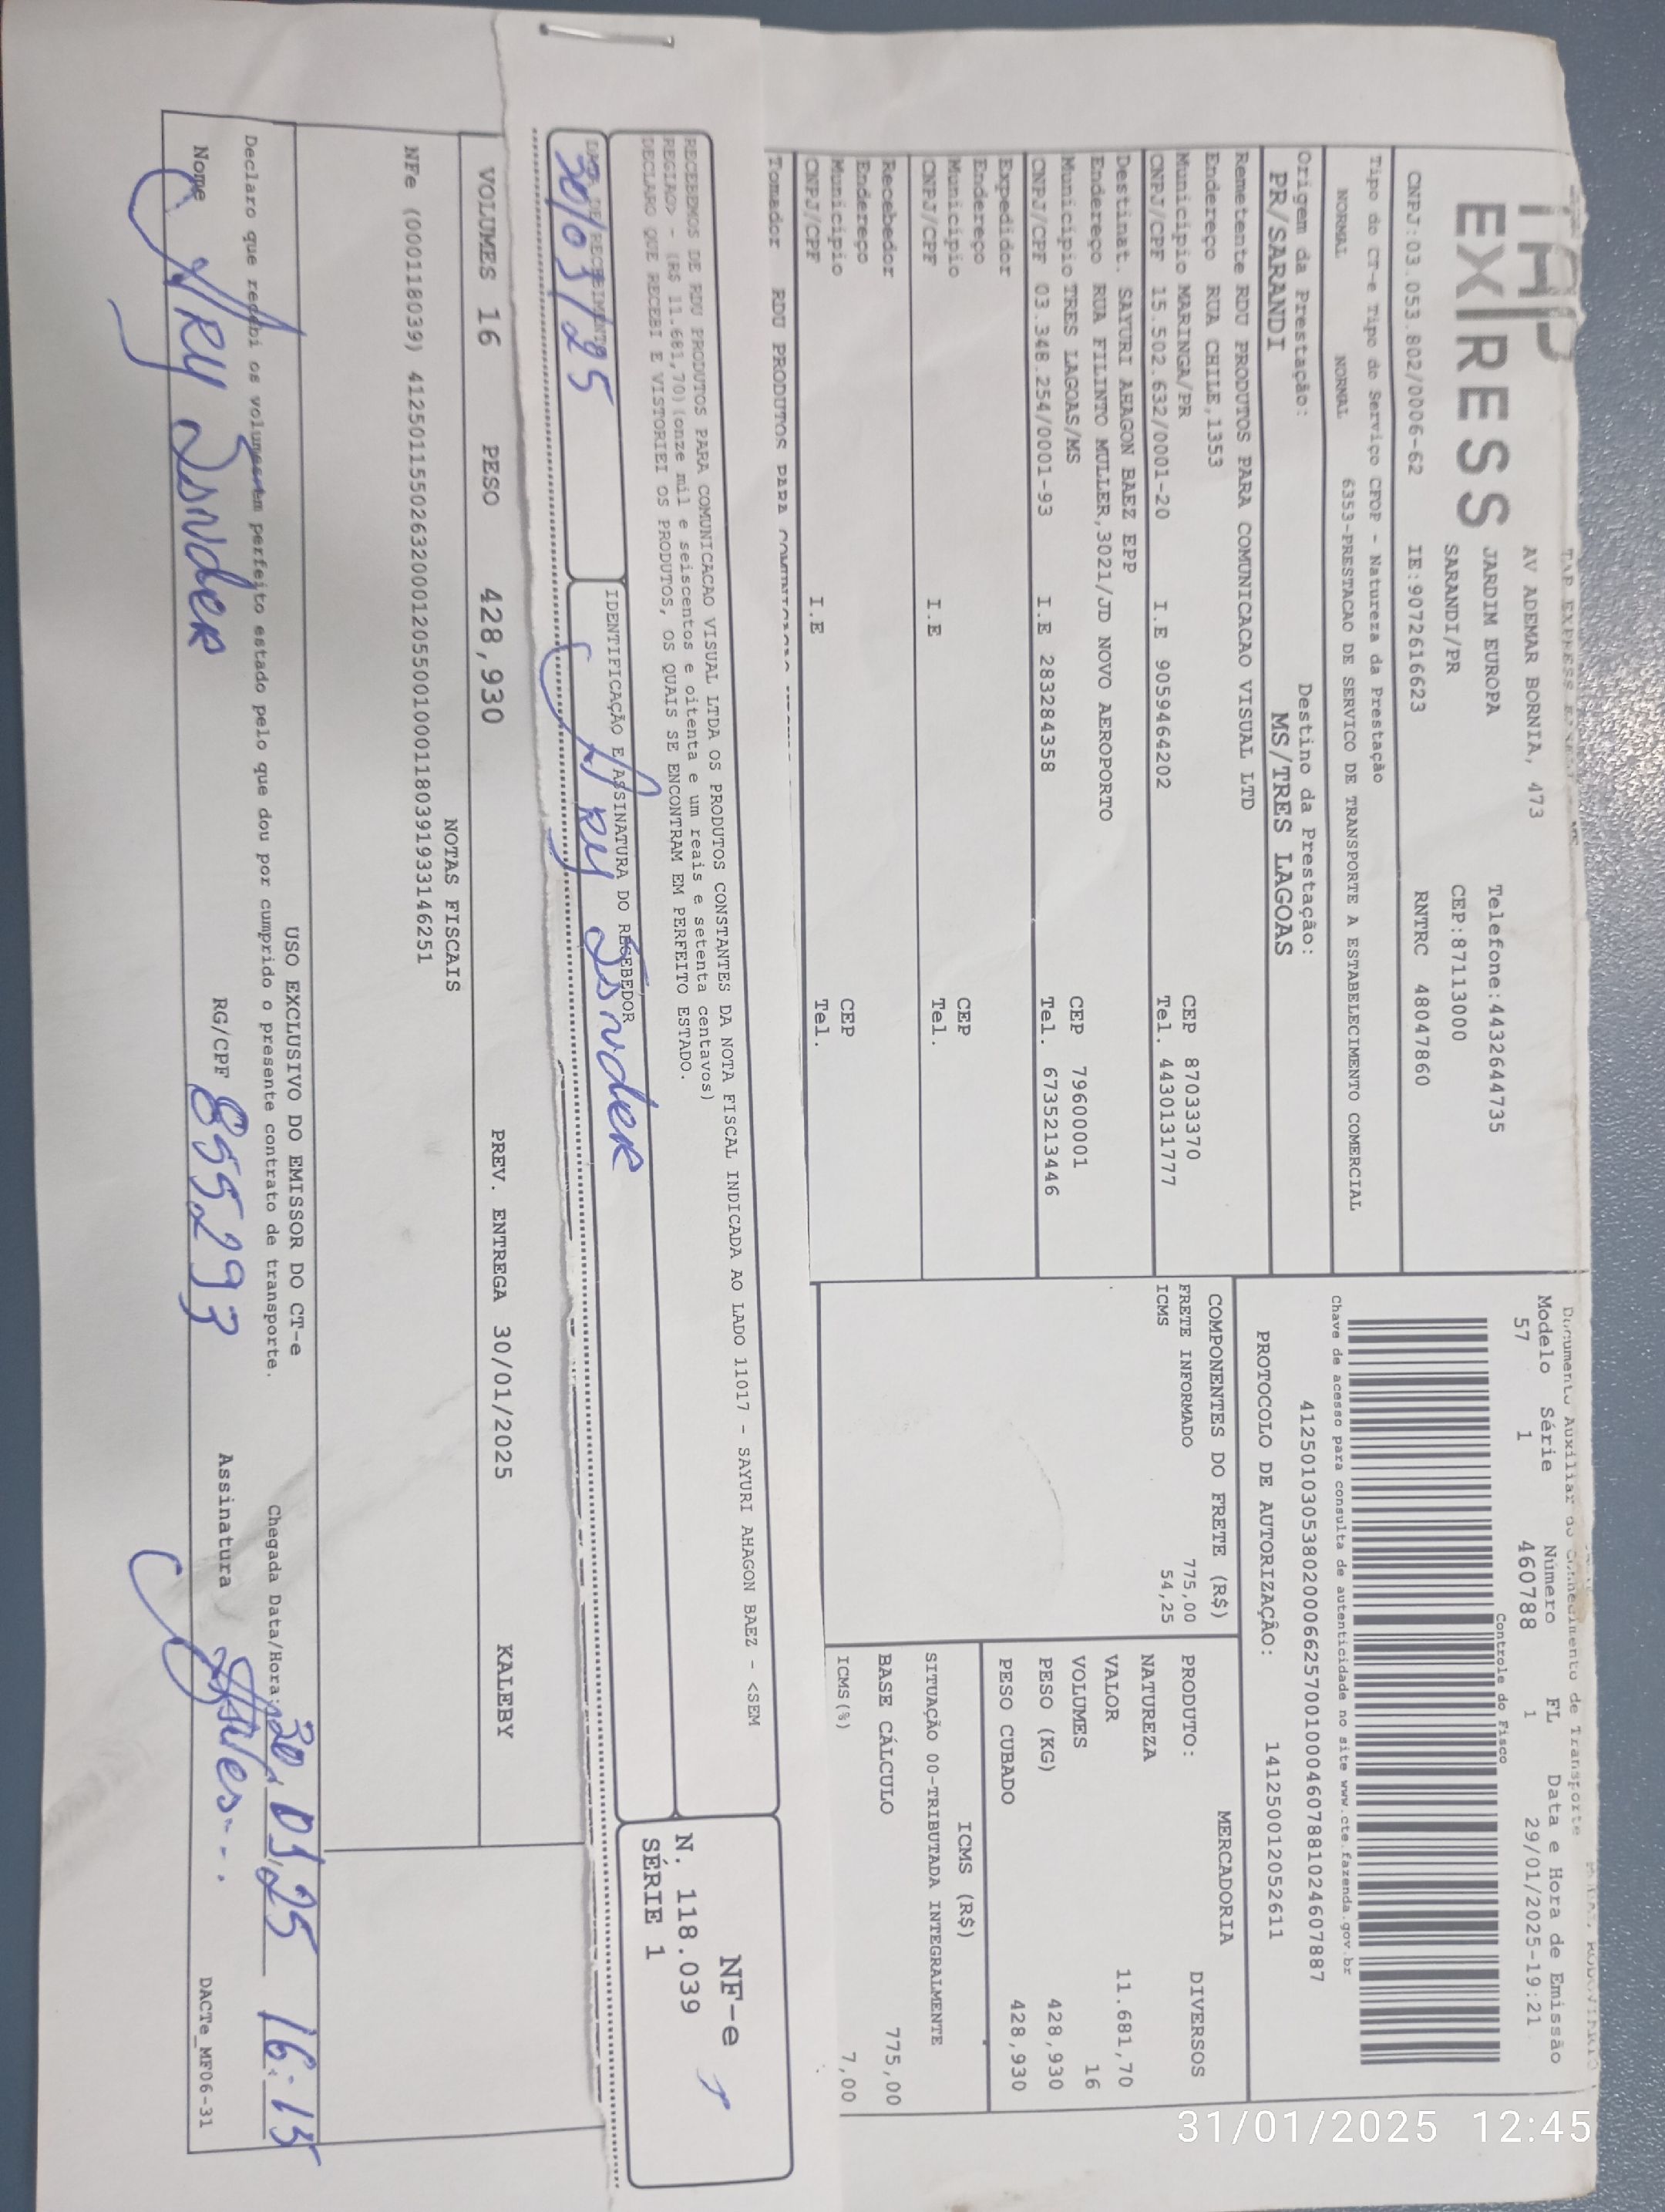 TAP EXPRESS
EXPRESS
AV ADEMAR BORNIA, 473
JARDIM EUROPA
Telefone:4432644735
SARANDI/PR
CEP:87113000
CNPJ:03.053.802/0006-62 IE:9072616623 RNTRC 48047860
Documento Auxiliar do Conhecimento de Transporte
Modelo Série Número FL Data e Hora de Emissão
57 1 460788 1 29/01/2025-19:21
Controle do Fisco
Chave de acesso para consulta de autenticidade no site www.cte.fazenda.gov.br
41250103053802000662570010004607881024607887
PROTOCOLO DE AUTORIZAÇÃO: 141250012052611
Tipo do CT-e Tipo do Serviço CFOP - Natureza da Prestação
NORMAL NORMAL 6353-PRESTACAO DE SERVICO DE TRANSPORTE A ESTABELECIMENTO COMERCIAL
Origem da Prestação: Destino da Prestação:
PR/SARANDI MS/TRES LAGOAS
Remetente RDU PRODUTOS PARA COMUNICACAO VISUAL LTD
Endereço RUA CHILE,1353
Município MARINGA/PR CEP 87033370
CNPJ/CPF 15.502.632/0001-20 I.E 9059464202 Tel. 443013​1777
Destinat. SAYURI AHAGON BAEZ EPP
Endereço RUA FILINTO MULLER,3021/JD NOVO AEROPORTO
Município TRES LAGOAS/MS CEP 79600001
CNPJ/CPF 03.348.254/0001-93 I.E 283284358 Tel. 6735213446
Expedidor
Endereço
Município CEP
CNPJ/CPF I.E Tel.
Recebedor
Endereço
Município CEP
CNPJ/CPF I.E Tel.
Tomador RDU PRODUTOS PARA
COMPONENTES DO FRETE (R$)
FRETE INFORMADO 775,00
ICMS 54,25
MERCADORIA
PRODUTO: DIVERSOS
NATUREZA
VALOR 11.681,70
VOLUMES 16
PESO (KG) 428,930
PESO CUBADO 428,930
ICMS (R$)
SITUAÇÃO 00-TRIBUTADA INTEGRALMENTE
BASE CÁLCULO 775,00
ICMS(%) 7,00
RECEBEMOS DE RDU PRODUTOS PARA COMUNICACAO VISUAL LTDA OS PRODUTOS CONSTANTES DA NOTA FISCAL INDICADA AO LADO 11017 - SAYURI AHAGON BAEZ - <SEM
REGIAO> - (R$ 11.681,70)(onze mil e seiscentos e oitenta e um reais e setenta centavos)
DECLARO QUE RECEBI E VISTORIEI OS PRODUTOS, OS QUAIS SE ENCONTRAM EM PERFEITO ESTADO.
DATA DE RECEBIMENTO IDENTIFICAÇÃO E ASSINATURA DO RECEBEDOR
NF-e
N. 118.039
SÉRIE 1
VOLUMES 16 PESO 428,930 PREV. ENTREGA 30/01/2025 KALEBY
NOTAS FISCAIS
NFe (000118039) 41250115502632000120550010001180391933146251
USO EXCLUSIVO DO EMISSOR DO CT-e
Declaro que recebi os volumes em perfeito estado pelo que dou por cumprido o presente contrato de transporte.
Chegada Data/Hora: 30 01 25 16:15
Nome RG/CPF 855293 Assinatura
DACTe_MF06-31
31/01/2025 12:45